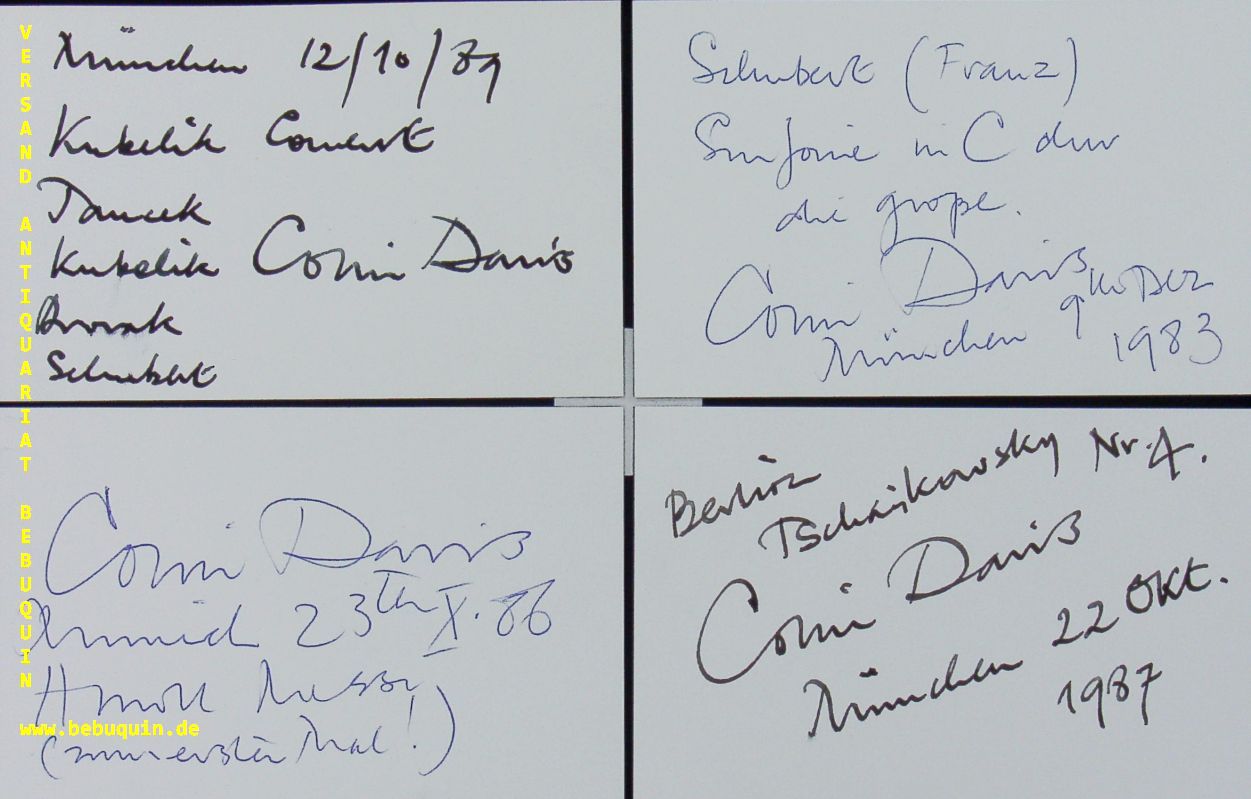 München 12/10/89
Kubelik Concert
Janacek
Kubelik Colin Davis
Dvorak
Schubert
Schubert (Franz)
Sinfonie in C dur
die große.
Colin Davis
München 9 Oktober
1983
Colin Davis
Munich 23th X. 86
H moll Messe
(zum ersten Mal!)
Berlioz
Tschaikowsky Nr. 4.
Colin Davis
München 22 Okt.
1987
VERSAND ANTIQUARIAT BEBUQUIN
www.bebuquin.de